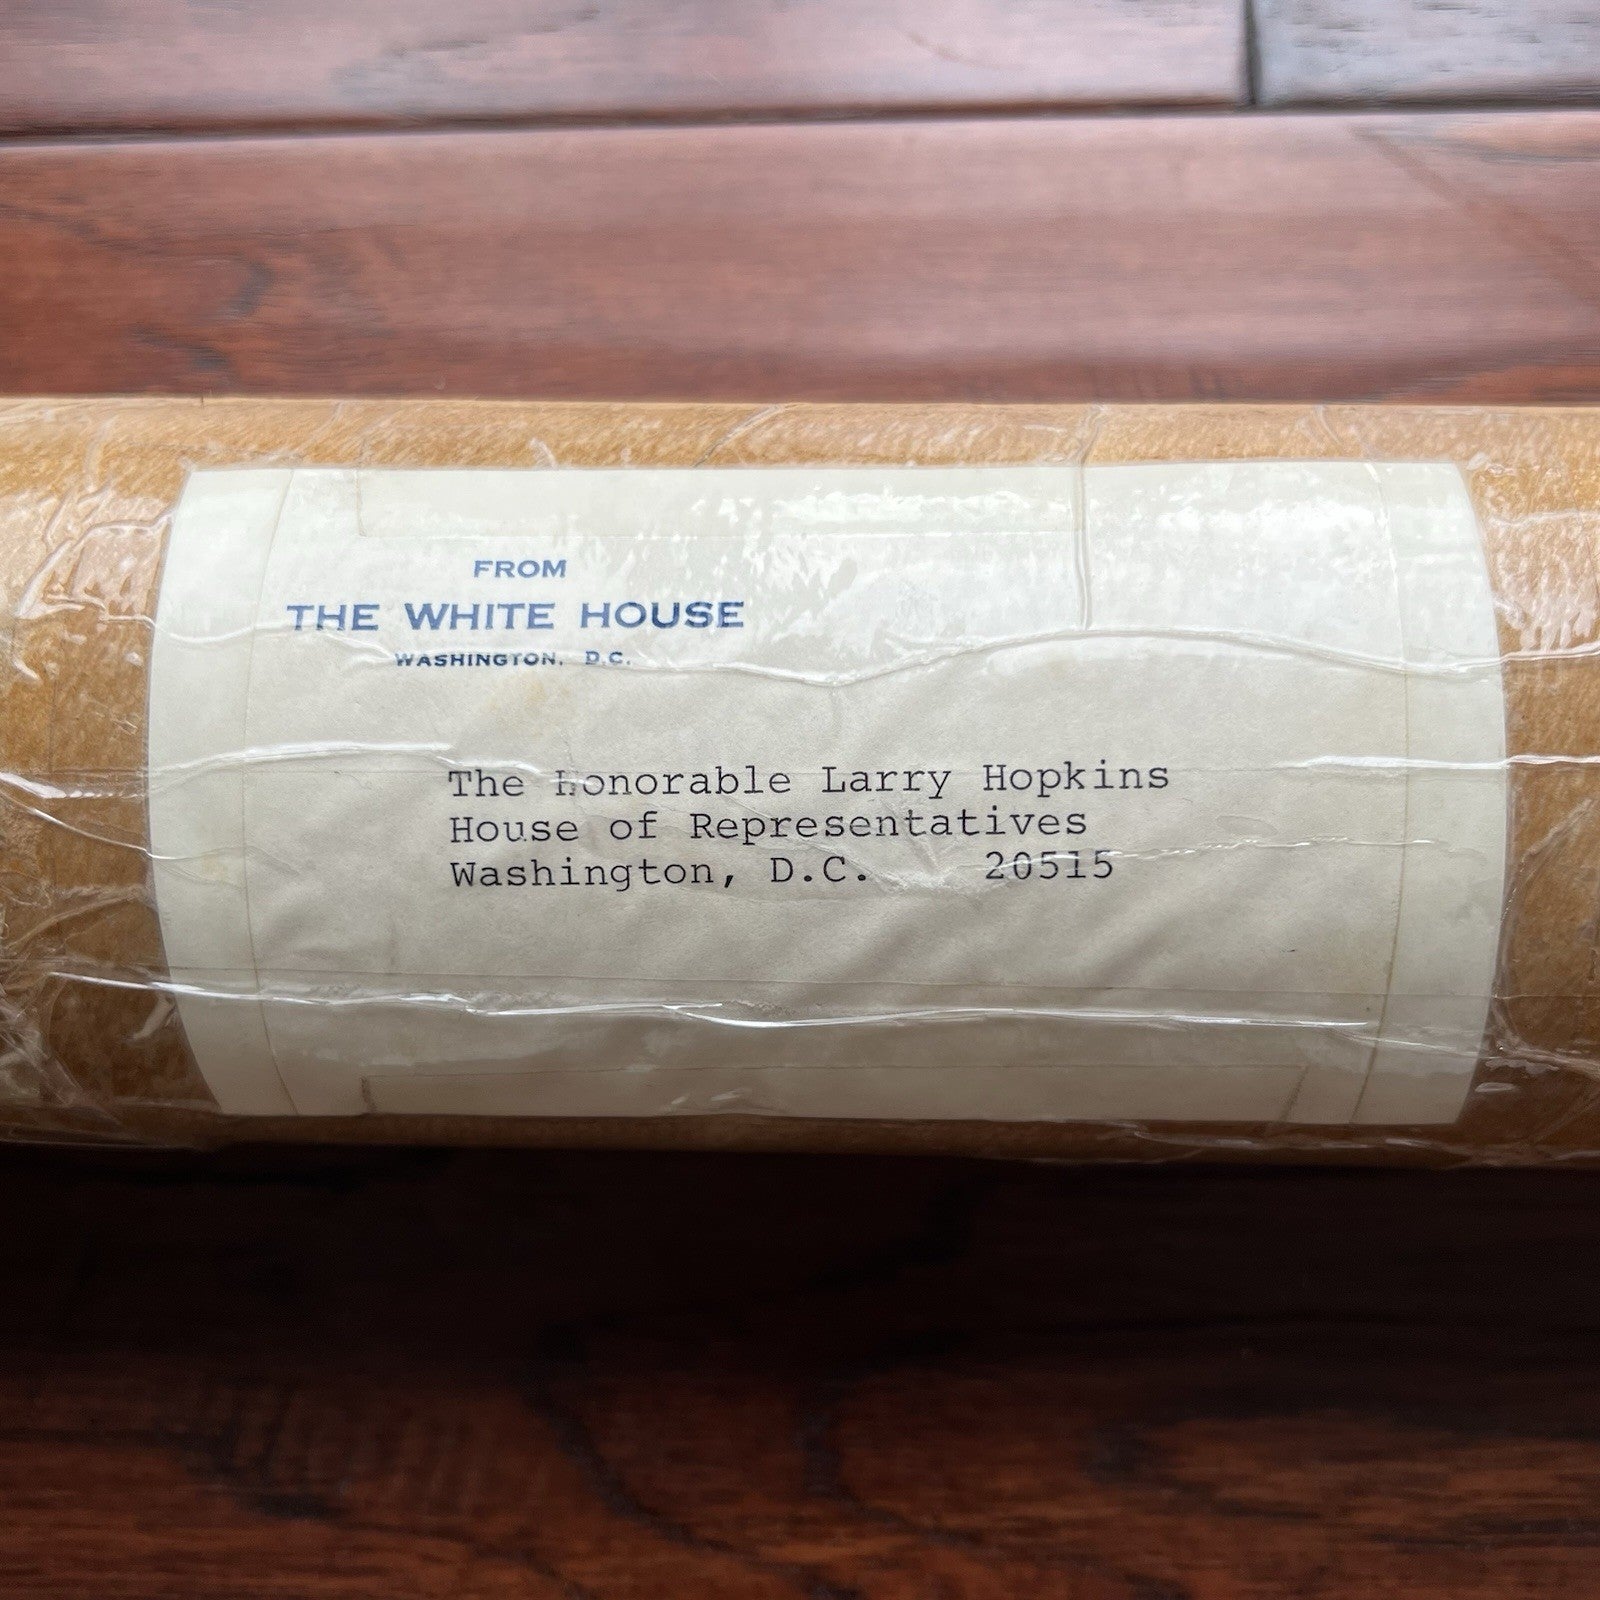 FROM
THE WHITE HOUSE
WASHINGTON, D.C.
The Honorable Larry Hopkins
House of Representatives
Washington, D.C. 20515